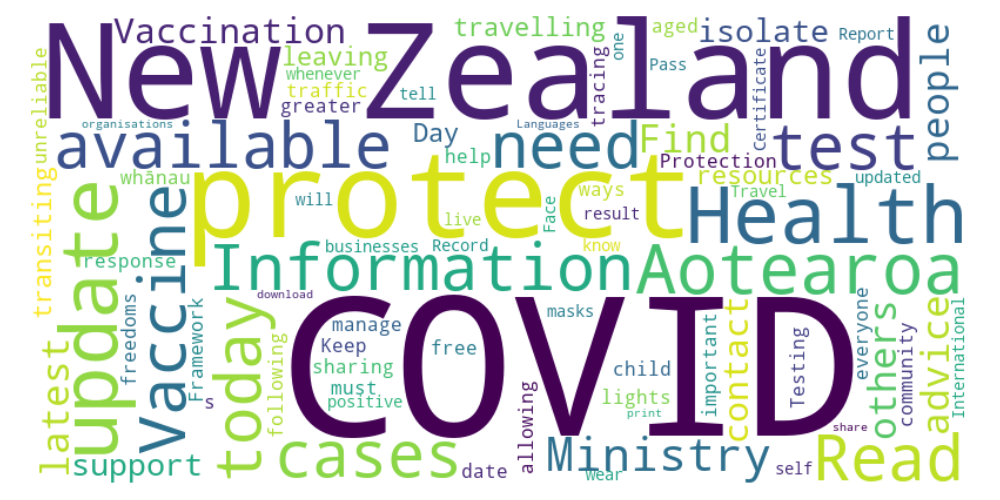 New Zealand
Vaccination
travelling
aged
isolate
Report
leaving
whenever
traffic
greater
tell
tracing
one
Pass
Certificate
people
unreliable
organisations
available
Day
need
Languages
Find
Protection
test
whānau
help
resources
Travel
updated
transiting
will
protect
live
ways
result
Face
Health
update
response
Vaccine
businesses
Record
know
Information
Aotearoa
freedoms
Framework
download
today
COVID
manage
Keep
free
masks
sharing
must
positive
child
lights
print
important
contact
Testing
everyone
others
community
advice
International
latest
s
following
support
cases
date
allowing
Ministry
wear
self
share
Read